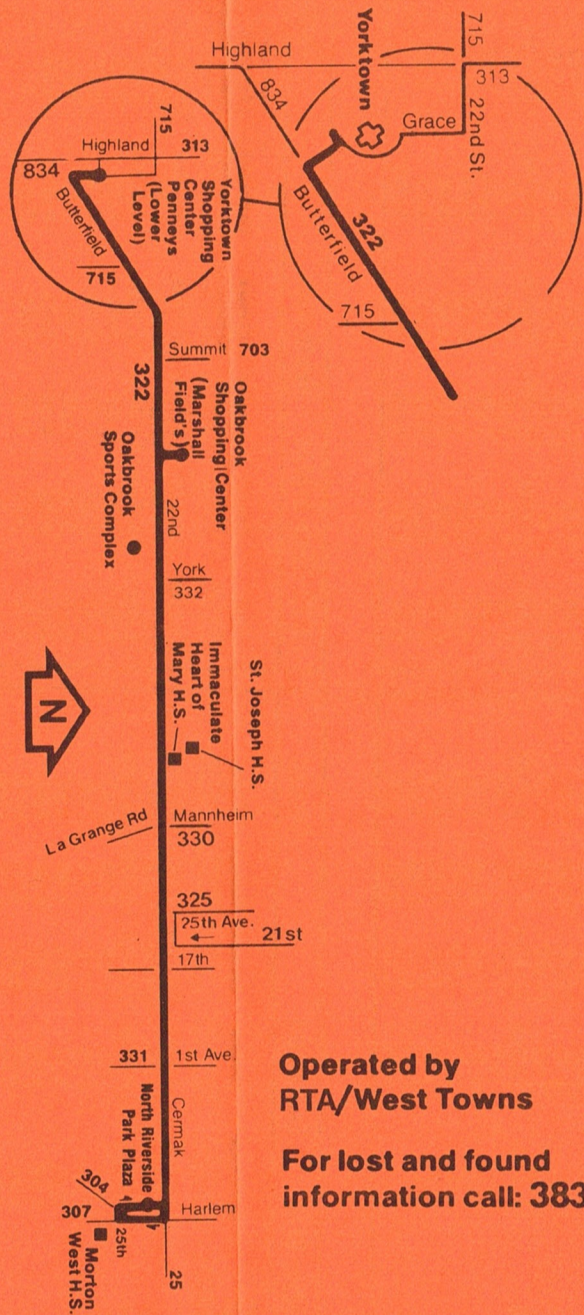 Highland
Yorktown
715
313
834
Grace
22nd St.
322
Butterfield
715
715
Highland
313
834
Butterfield
715
Yorktown
Shopping
Center
Penneys
(Lower
Level)
Summit 703
322
Oakbrook
Shopping Center
(Marshall
Field's)
Oakbrook
Sports Complex
22nd
York
332
N
St. Joseph H.S.
Immaculate
Heart of
Mary H.S.
La Grange Rd
Mannheim
330
325
25th Ave.
21st
17th
331
1st Ave.
Cermak
North Riverside
Park Plaza
304
307
Harlem
25th
25
Morton
West H.S.
Operated by
RTA/West Towns
For lost and found
information call: 383